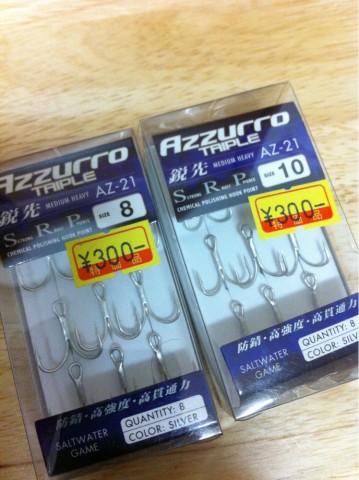 Azzurro
TRIPLE
AZ-21
鋭先
MEDIUM HEAVY
SIZE 8
CHEMICAL POLISHING HOOK POINT
¥300-
特価品
防錆・高強度・高貫通力
SALTWATER
GAME
QUANTITY: 8
COLOR: SILVER
Azzurro
TRIPLE
AZ-21
鋭先
MEDIUM HEAVY
SIZE 10
CHEMICAL POLISHING HOOK POINT
¥300-
特価品
防錆・高強度・高貫通力
SALTWATER
GAME
QUANTITY: 8
COLOR: SILVER